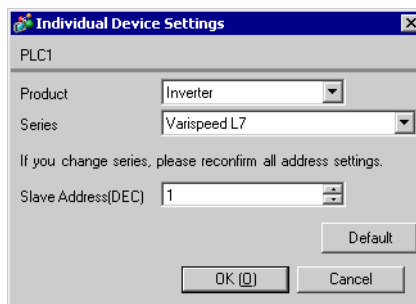 Individual Device Settings
PLC1
Product Inverter
Series Varispeed L7
If you change series, please reconfirm all address settings.
Slave Address(DEC) 1
Default
OK (O) Cancel